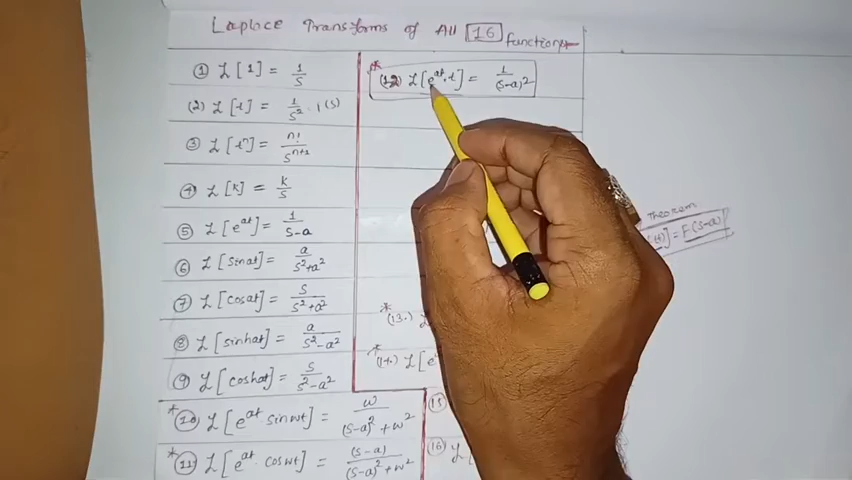 Laplace Transforms of All 16 functions
① L[1] = 1/s
(2) L[t] = 1/s²
③ L[tⁿ] = n!/sⁿ⁺¹
④ L[k] = k/s
⑤ L[eᵃᵗ] = 1/s-a
⑥ L[sinat] = a/s²+a²
⑦ L[cosat] = s/s²+a²
⑧ L[sinhat] = a/s²-a²
⑨ L[coshat] = s/s²-a²
*⑩ L[eᵃᵗ sinwt] = w/(s-a)²+w²
*⑪ L[eᵃᵗ. coswt] = (s-a)/(s-a)²+w²
*(12) L[eᵃᵗ.t] = 1/(s-a)²
*(13.) L
*(14.) L[e
(15)
(16) L
Theorem
] = F(s-a)